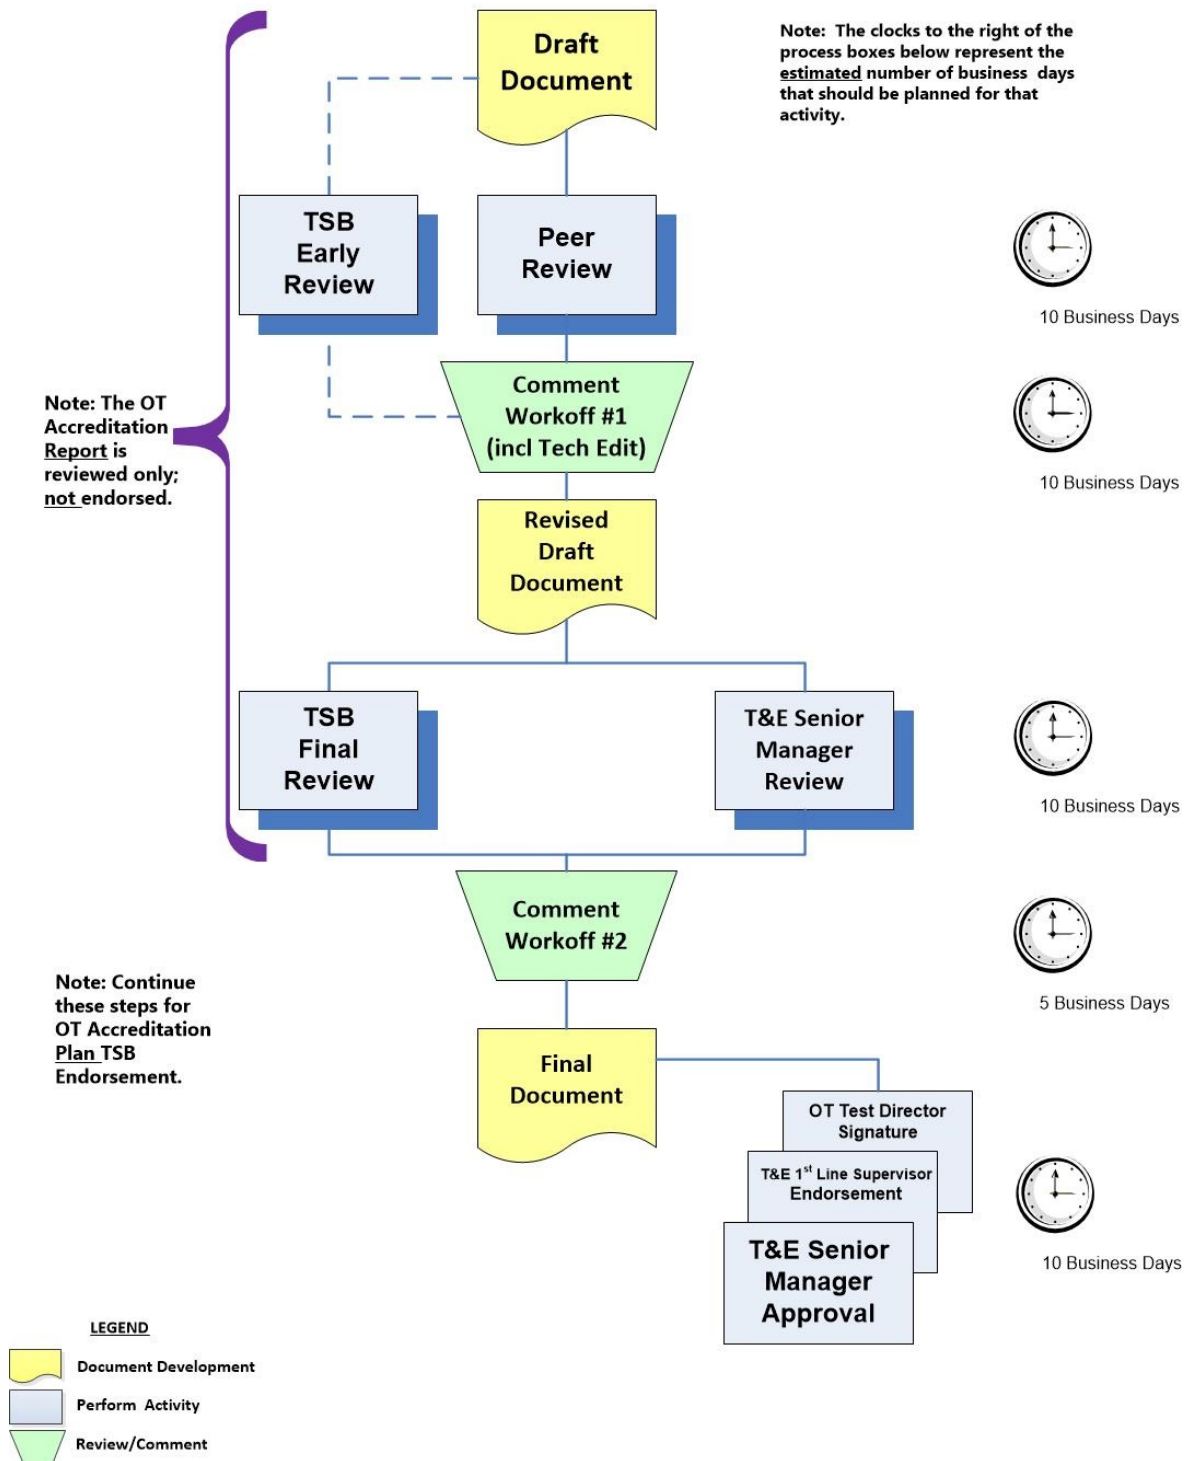 Draft
Document
Note: The clocks to the right of the
process boxes below represent the
estimated number of business days
that should be planned for that
activity.
TSB
Early
Review
Peer
Review
10 Business Days
Comment
Workoff #1
(incl Tech Edit)
10 Business Days
Note: The OT
Accreditation
Report is
reviewed only;
not endorsed.
Revised
Draft
Document
TSB
Final
Review
T&E Senior
Manager
Review
10 Business Days
Comment
Workoff #2
5 Business Days
Note: Continue
these steps for
OT Accreditation
Plan TSB
Endorsement.
Final
Document
OT Test Director
Signature
T&E 1st Line Supervisor
Endorsement
T&E Senior
Manager
Approval
10 Business Days
LEGEND
Document Development
Perform Activity
Review/Comment